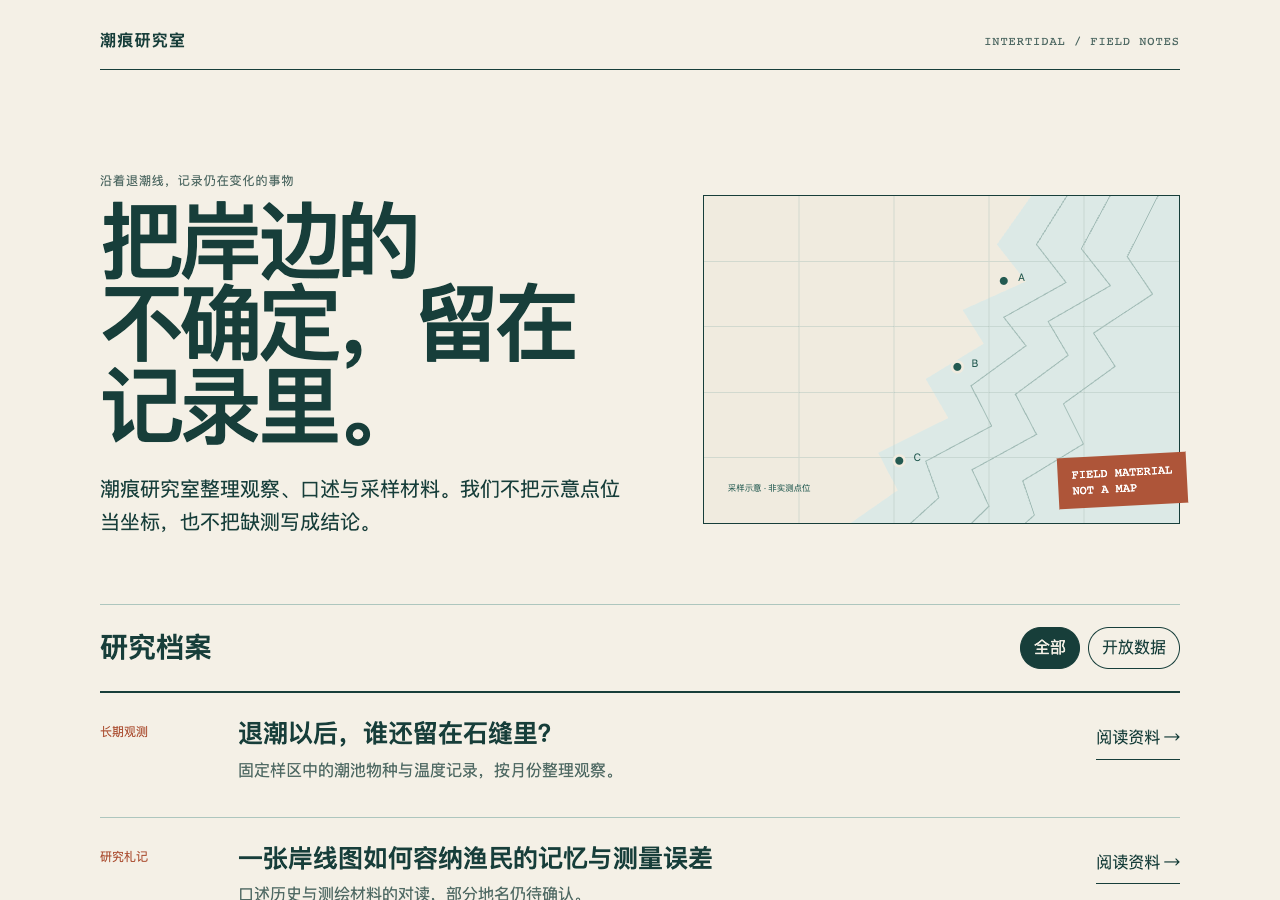 潮痕研究室
INTERTIDAL / FIELD NOTES
沿着退潮线，记录仍在变化的事物
把岸边的
不确定，留在
记录里。
潮痕研究室整理观察、口述与采样材料。我们不把示意点位
当坐标，也不把缺测写成结论。
A
B
C
采样示意 · 非实测点位
FIELD MATERIAL
NOT A MAP
研究档案
全部
开放数据
长期观测
退潮以后，谁还留在石缝里？
固定样区中的潮池物种与温度记录，按月份整理观察。
阅读资料 →
研究札记
一张岸线图如何容纳渔民的记忆与测量误差
口述历史与测绘材料的对读，部分地名仍待确认。
阅读资料 →